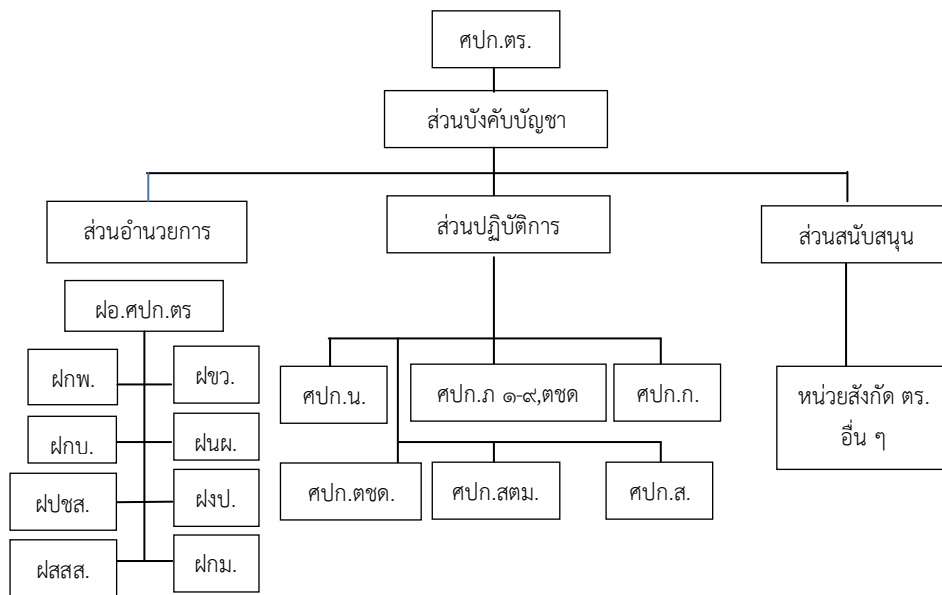 ศปก.ตร.
ส่วนบังคับบัญชา
ส่วนอำนวยการ
ส่วนปฏิบัติการ
ส่วนสนับสนุน
ฝอ.ศปก.ตร
ฝกพ.
ฝขว.
ฝกบ.
ฝนผ.
ฝปชส.
ฝงป.
ฝสสส.
ฝกม.
ศปก.น.
ศปก.ภ ๑-๙,ตชด
ศปก.ก.
ศปก.ตชด.
ศปก.สตม.
ศปก.ส.
หน่วยสังกัด ตร.
อื่น ๆ